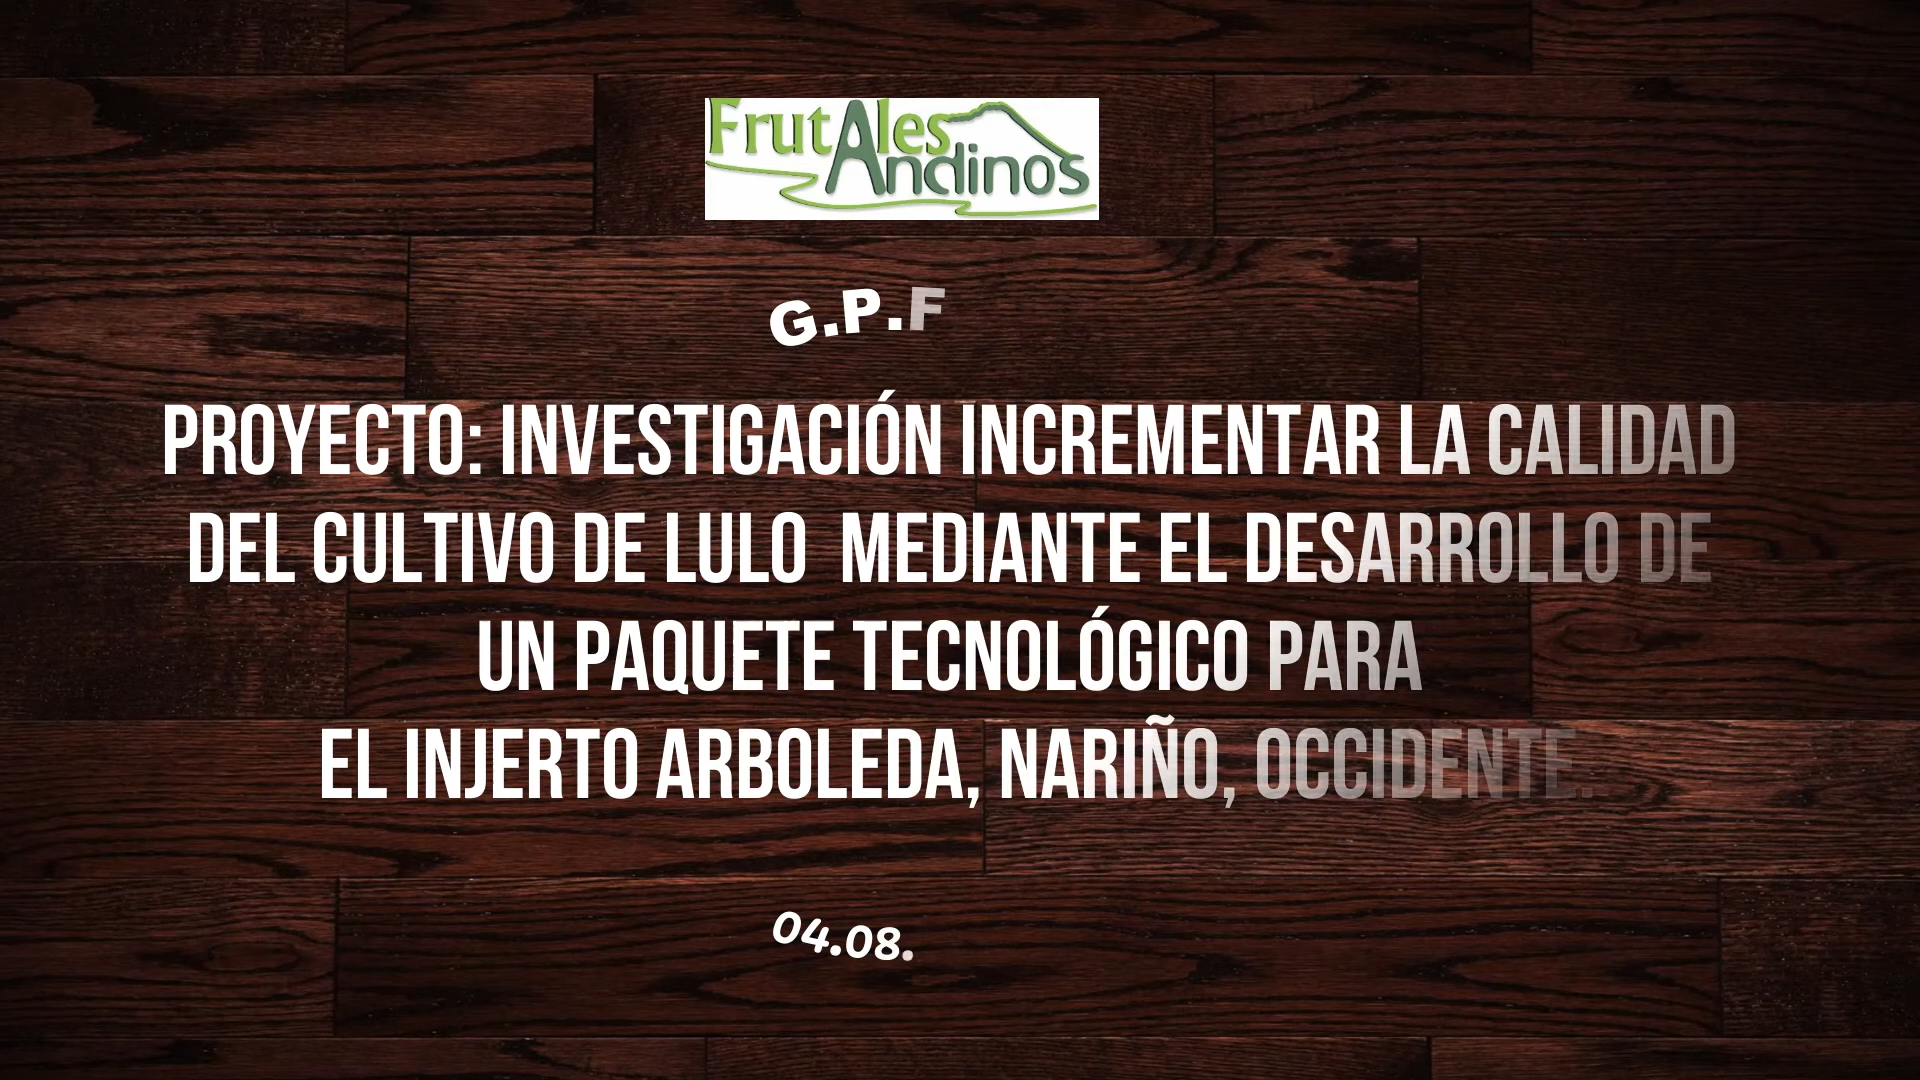 FrutAles
Andinos
G.P.F
PROYECTO: INVESTIGACIÓN INCREMENTAR LA CALIDAD
DEL CULTIVO DE LULO MEDIANTE EL DESARROLLO DE
UN PAQUETE TECNOLÓGICO PARA
EL INJERTO ARBOLEDA, NARIÑO, OCCIDENTE.
04.08.